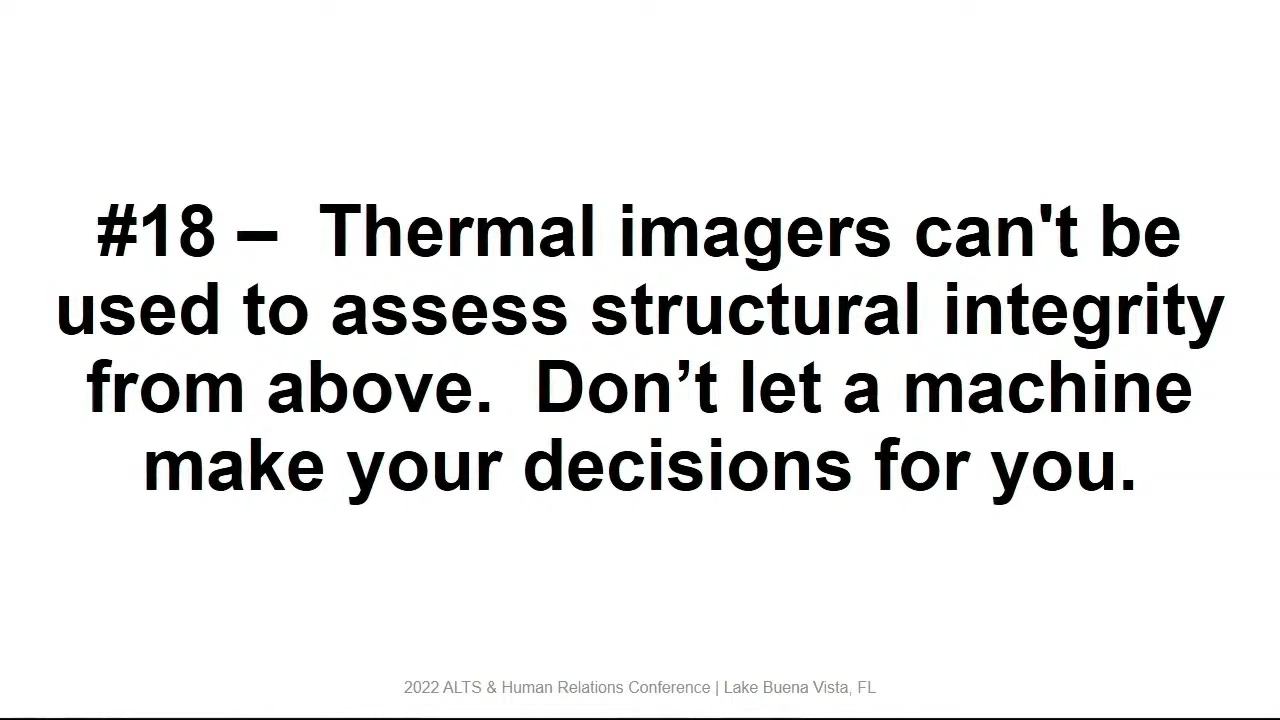 #18 –  Thermal imagers can't be
used to assess structural integrity
from above.  Don’t let a machine
make your decisions for you.
2022 ALTS & Human Relations Conference | Lake Buena Vista, FL